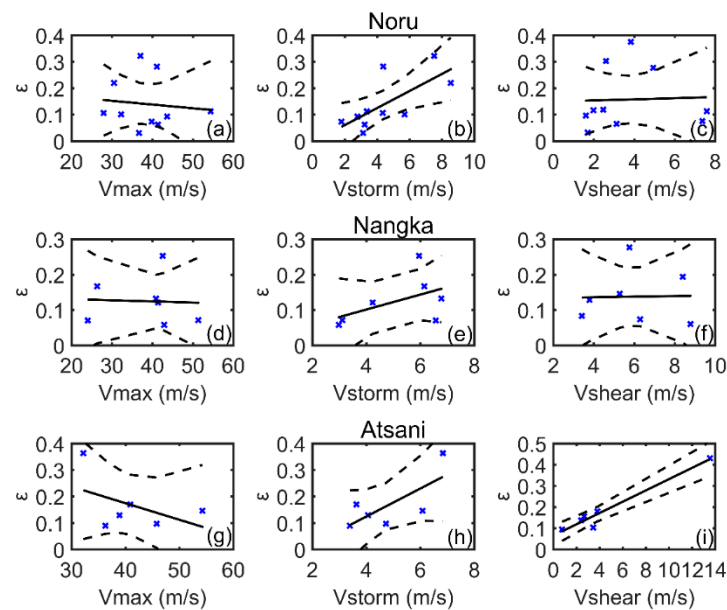 Noru
0.4
0.3
0.2
0.1
0
ε
20 30 40 50 60
Vmax (m/s)
(a)
0.4
0.3
0.2
0.1
0
ε
0 2 4 6 8 10
Vstorm (m/s)
(b)
0.4
0.3
0.2
0.1
0
ε
0 2 4 6 8
Vshear (m/s)
(c)
Nangka
0.3
0.2
0.1
0
ε
20 30 40 50 60
Vmax (m/s)
(d)
0.3
0.2
0.1
0
ε
2 4 6 8
Vstorm (m/s)
(e)
0.3
0.2
0.1
0
ε
2 4 6 8 10
Vshear (m/s)
(f)
Atsani
0.4
0.3
0.2
0.1
0
ε
30 40 50 60
Vmax (m/s)
(g)
0.4
0.3
0.2
0.1
0
ε
2 4 6 8
Vstorm (m/s)
(h)
0.5
0.4
0.3
0.2
0.1
0
ε
0 2 4 6 8 10 12 14
Vshear (m/s)
(i)